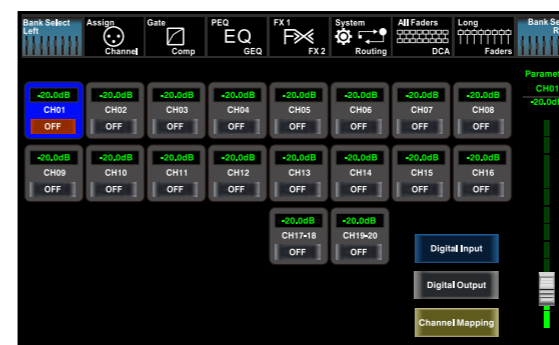 Bank Select
Left
Assign
Channel
Gate
Comp
PEQ
EQ
GEQ
FX 1
FX 2
System
Routing
All Faders
DCA
Long
Faders
Bank Se
R
Paramet
CH01
-20.0dB
-20.0dB -20.0dB -20.0dB -20.0dB -20.0dB -20.0dB -20.0dB -20.0dB
CH01 CH02 CH03 CH04 CH05 CH06 CH07 CH08
OFF OFF OFF OFF OFF OFF OFF OFF
-20.0dB -20.0dB -20.0dB -20.0dB -20.0dB -20.0dB -20.0dB -20.0dB
CH09 CH10 CH11 CH12 CH13 CH14 CH15 CH16
OFF OFF OFF OFF OFF OFF OFF OFF
-20.0dB -20.0dB
CH17-18 CH19-20
OFF OFF
Digital Input
Digital Output
Channel Mapping